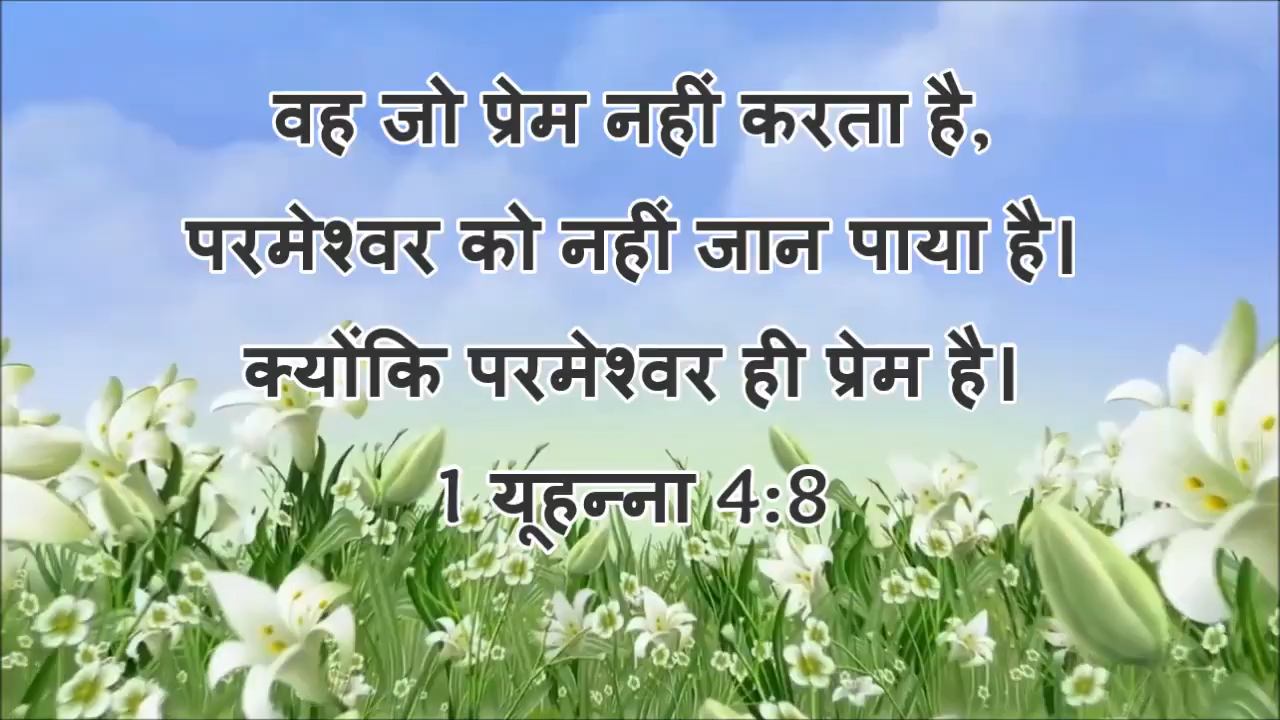 वह जो प्रेम नहीं करता है,
परमेश्वर को नहीं जान पाया है।
क्योंकि परमेश्वर ही प्रेम है।
1 यूहन्ना 4:8